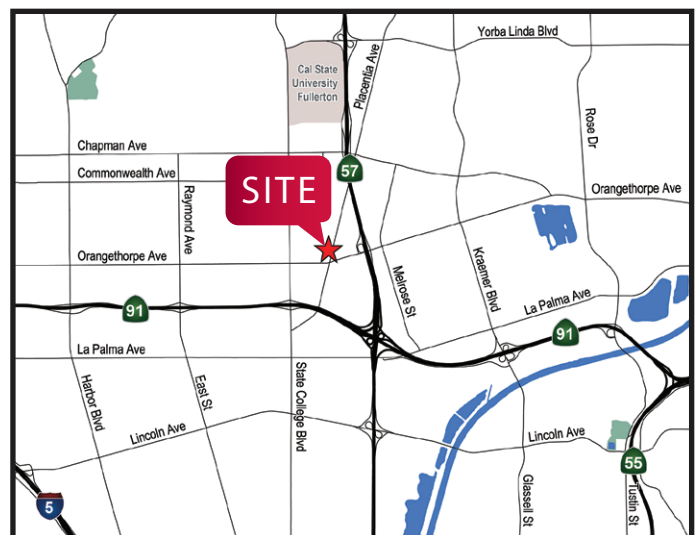 Yorba Linda Blvd
Placentia Ave
Cal State
University
Fullerton
Rose Dr
Chapman Ave
57
Commonwealth Ave
SITE
Raymond Ave
Orangethorpe Ave
Orangethorpe Ave
Melrose St
Kraemer Blvd
La Palma Ave
91
91
La Palma Ave
Harbor Blvd
East St
State College Blvd
Lincoln Ave
Lincoln Ave
55
Glassell St
Tustin St
5